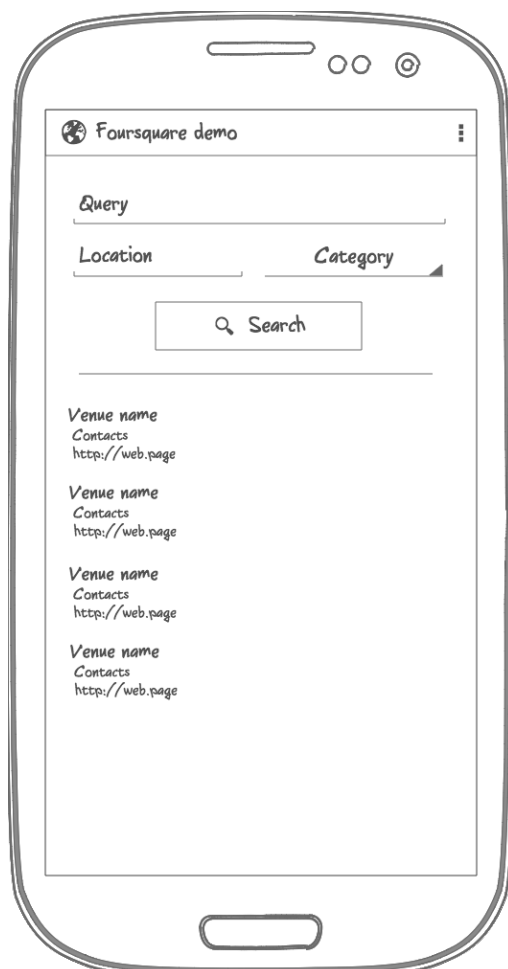 Foursquare demo
Query
Location Category
Search
Venue name
Contacts
http://web.page
Venue name
Contacts
http://web.page
Venue name
Contacts
http://web.page
Venue name
Contacts
http://web.page